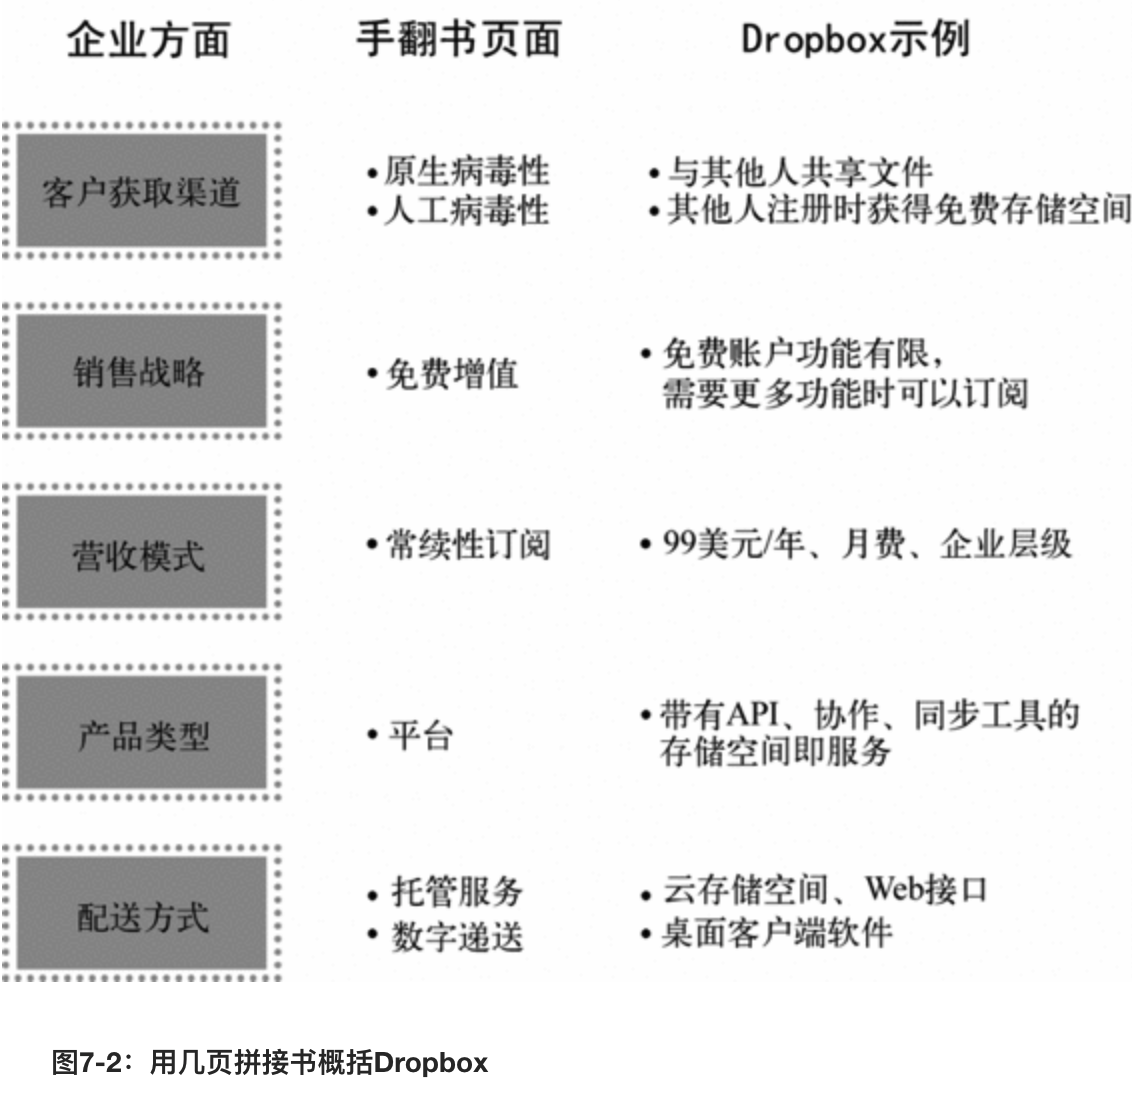 企业方面 手翻书页面 Dropbox示例
客户获取渠道
•原生病毒性
•人工病毒性
•与其他人共享文件
•其他人注册时获得免费存储空间
销售战略
•免费增值
•免费账户功能有限，
需要更多功能时可以订阅
营收模式
•常续性订阅
•99美元/年、月费、企业层级
产品类型
•平台
•带有API、协作、同步工具的
存储空间即服务
配送方式
•托管服务
•数字递送
•云存储空间、Web接口
•桌面客户端软件
图7-2：用几页拼接书概括Dropbox